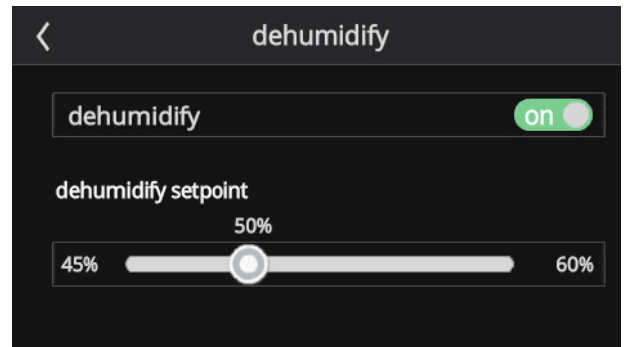 dehumidify
dehumidify on
dehumidify setpoint
50%
45% 60%